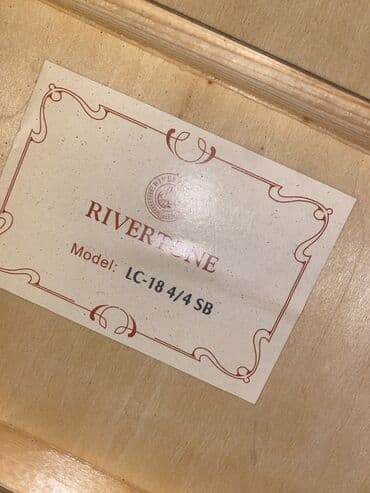 RIVERTONE
Model: LC-18 4/4 SB